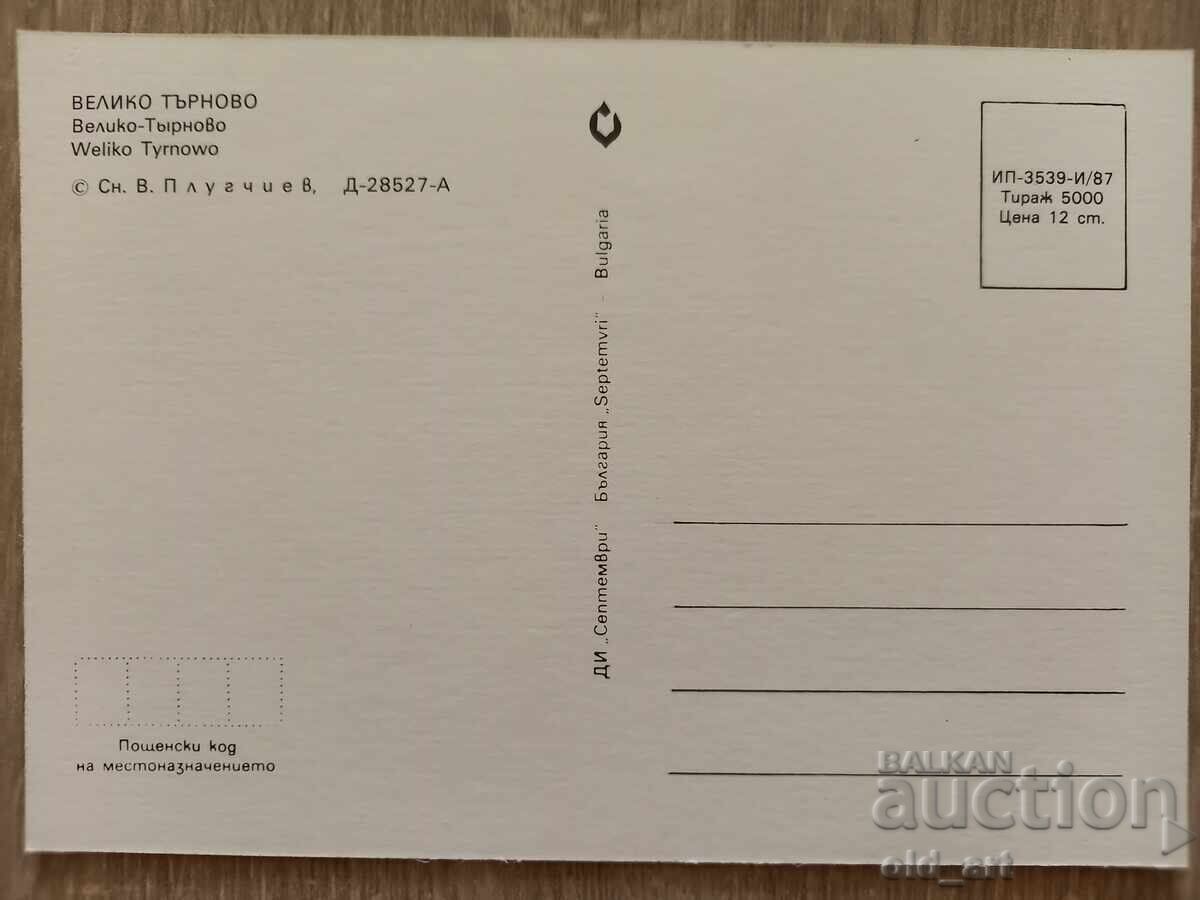 ВЕЛИКО ТЪРНОВО
Велико-Тырново
Weliko Tyrnowo
© Сн. В. Плугчиев, Д-28527-А
ДИ „Септември" България „Septemvri" - Bulgaria
ИП-3539-И/87
Тираж 5000
Цена 12 ст.
Пощенски код
на местоназначението
BALKAN
auction
old_art